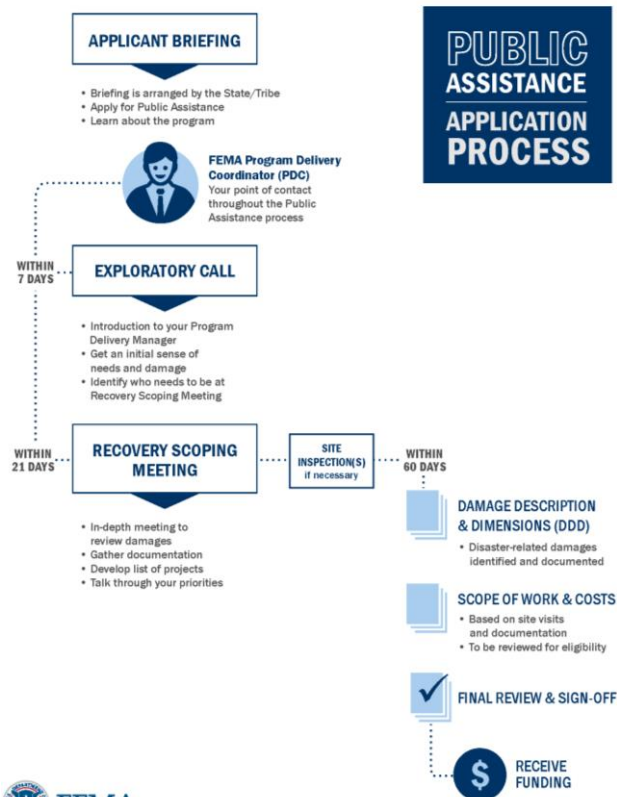 PUBLIC
ASSISTANCE
APPLICATION
PROCESS
APPLICANT BRIEFING
• Briefing is arranged by the State/Tribe
• Apply for Public Assistance
• Learn about the program
FEMA Program Delivery
Coordinator (PDC)
Your point of contact
throughout the Public
Assistance process
WITHIN
7 DAYS
EXPLORATORY CALL
• Introduction to your Program
Delivery Manager
• Get an initial sense of
needs and damage
• Identify who needs to be at
Recovery Scoping Meeting
WITHIN
21 DAYS
RECOVERY SCOPING
MEETING
• In-depth meeting to
review damages
• Gather documentation
• Develop list of projects
• Talk through your priorities
SITE
INSPECTION(S)
if necessary
WITHIN
60 DAYS
DAMAGE DESCRIPTION
& DIMENSIONS (DDD)
• Disaster-related damages
identified and documented
SCOPE OF WORK & COSTS
• Based on site visits
and documentation
• To be reviewed for eligibility
FINAL REVIEW & SIGN-OFF
$
RECEIVE
FUNDING
FEMA